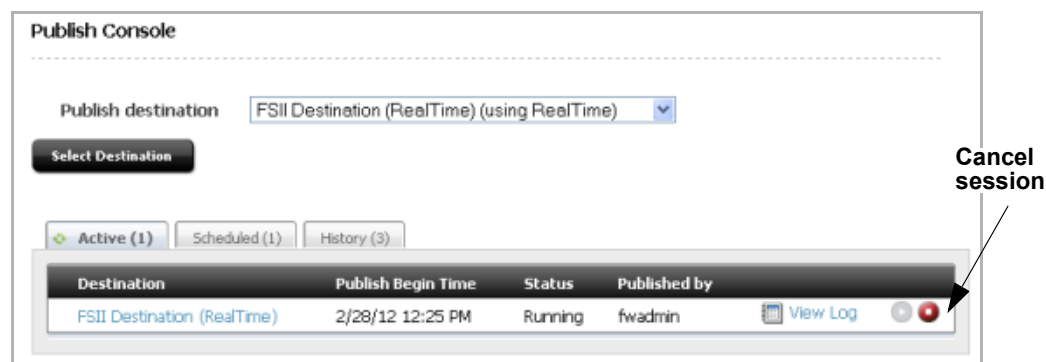 Publish Console
Publish destination FSII Destination (RealTime) (using RealTime)
Select Destination
Cancel
session
Active (1) Scheduled (1) History (3)
Destination Publish Begin Time Status Published by
FSII Destination (RealTime) 2/28/12 12:25 PM Running fwadmin View Log